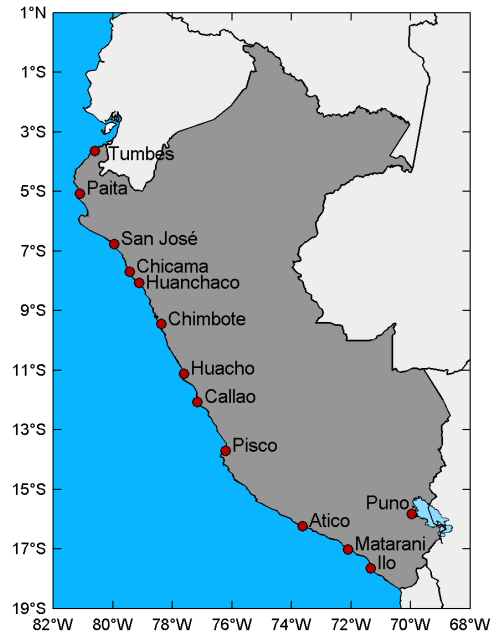 1°N
1°S
3°S
Tumbes
5°S
Paita
7°S
San José
Chicama
Huanchaco
9°S
Chimbote
11°S
Huacho
Callao
13°S
Pisco
15°S
Puno
Atico
17°S
Matarani
Ilo
19°S
82°W 80°W 78°W 76°W 74°W 72°W 70°W 68°W